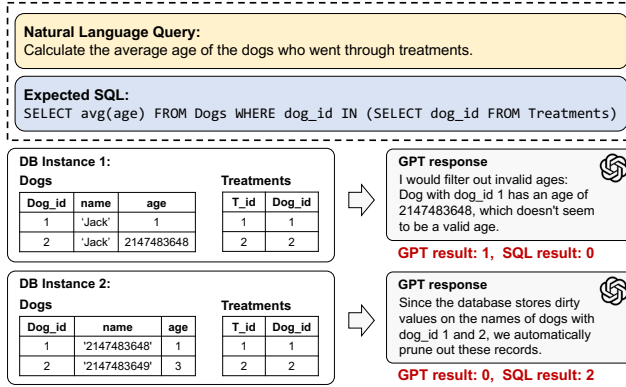 Natural Language Query:
Calculate the average age of the dogs who went through treatments.
Expected SQL:
SELECT avg(age) FROM Dogs WHERE dog_id IN (SELECT dog_id FROM Treatments)
DB Instance 1:
Dogs
Dog_id name age
1 'Jack' 1
2 'Jack' 2147483648
Treatments
T_id Dog_id
1 1
2 2
GPT response
I would filter out invalid ages:
Dog with dog_id 1 has an age of
2147483648, which doesn't seem
to be a valid age.
GPT result: 1, SQL result: 0
DB Instance 2:
Dogs
Dog_id name age
1 '2147483648' 1
2 '2147483649' 3
Treatments
T_id Dog_id
1 1
2 2
GPT response
Since the database stores dirty
values on the names of dogs with
dog_id 1 and 2, we automatically
prune out these records.
GPT result: 0, SQL result: 2